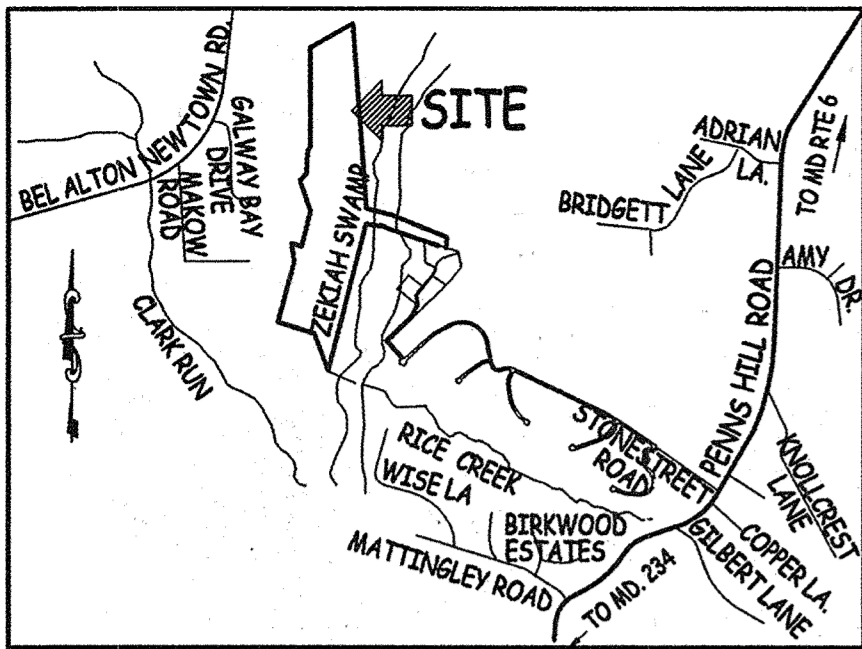 BEL ALTON NEWTOWN RD.
GALWAY BAY
DRIVE
MAKOW
ROAD
SITE
ZEKIAH SWAMP
CLARK RUN
ADRIAN
LA.
BRIDGETT LANE
TO MD RTE 6
AMY
DR.
PENNS HILL ROAD
STONESTREET
ROAD
KNOLLCREST
LANE
COPPER LA.
GILBERT LANE
RICE CREEK
WISE LA
BIRKWOOD
ESTATES
MATTINGLEY ROAD
TO MD. 234